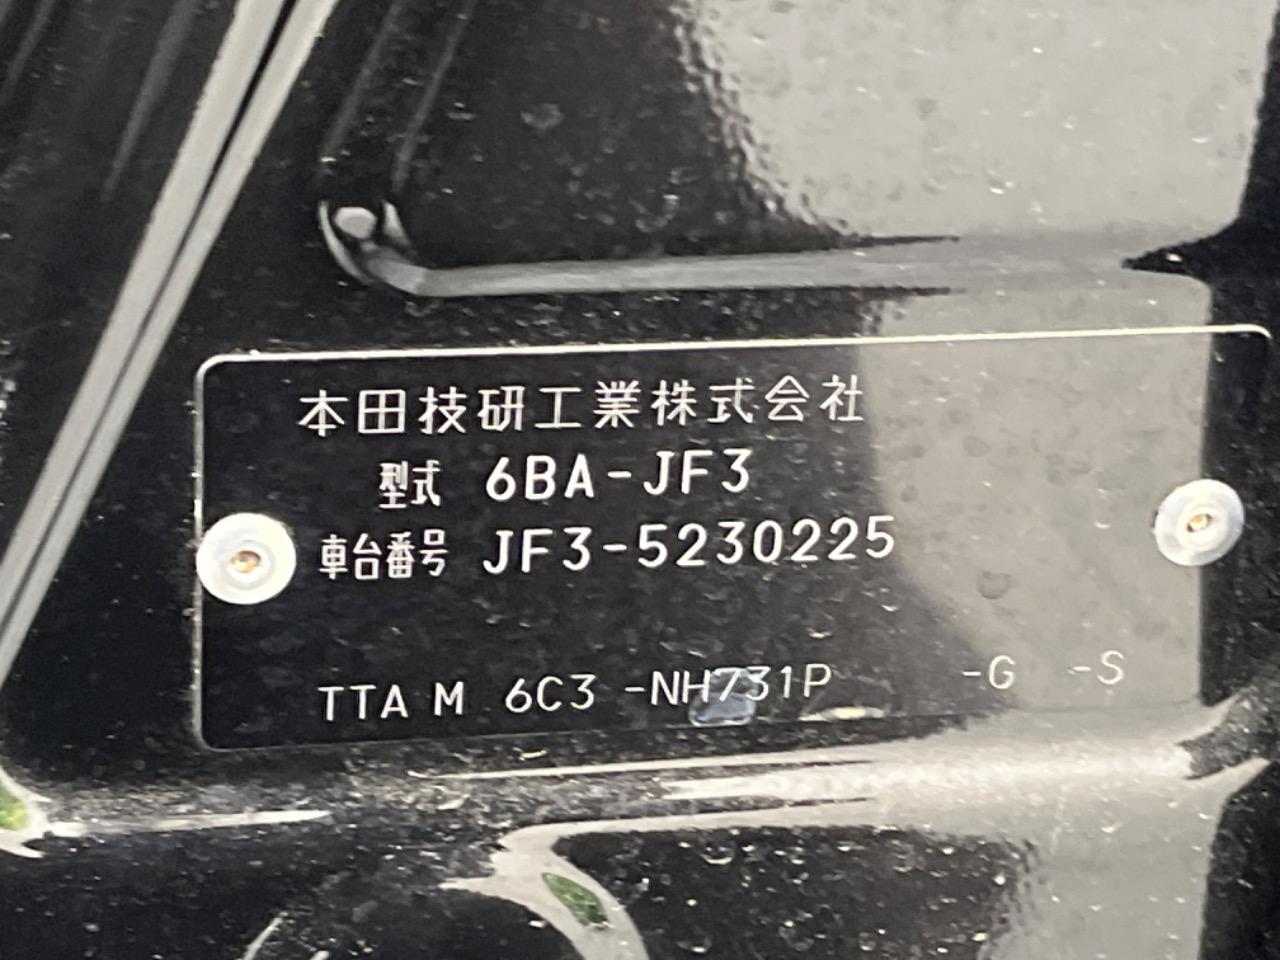 本田技研工業株式会社
型式 6BA-JF3
車台番号 JF3-5230225
TTA M 6C3 -NH731P -G -S